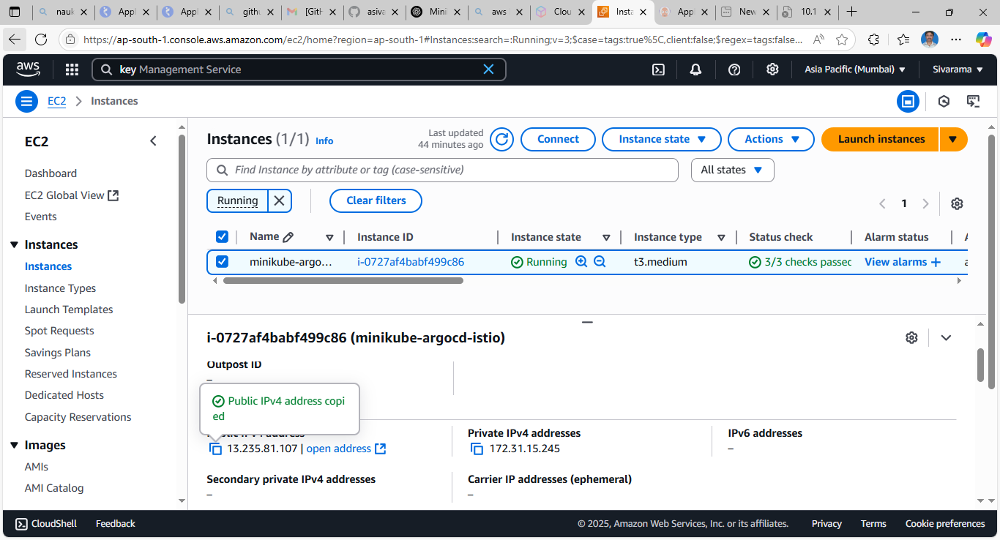 nauk
Appl
Appl
githu
[GitH
asiva
Mini
aws
Clou
Insta
Appl
New
10.1
https://ap-south-1.console.aws.amazon.com/ec2/home?region=ap-south-1#Instances:search=:Running;v=3;$case=tags:true%5C,client:false;$regex=tags:false...
aws
key Management Service
Asia Pacific (Mumbai)
Sivarama
EC2
Instances
EC2
Dashboard
EC2 Global View
Events
Instances
Instances
Instance Types
Launch Templates
Spot Requests
Savings Plans
Reserved Instances
Dedicated Hosts
Capacity Reservations
Images
AMIs
AMI Catalog
Instances (1/1) Info
Last updated
44 minutes ago
Connect
Instance state
Actions
Launch instances
Find Instance by attribute or tag (case-sensitive)
All states
Running
Clear filters
1
Name
Instance ID
Instance state
Instance type
Status check
Alarm status
A
minikube-argo...
i-0727af4babf499c86
Running
t3.medium
3/3 checks passed
View alarms +
a
i-0727af4babf499c86 (minikube-argocd-istio)
Outpost ID
–
Public IPv4 address copi
ed
Public IPv4 address
13.235.81.107 | open address
Private IPv4 addresses
172.31.15.245
IPv6 addresses
–
Secondary private IPv4 addresses
–
Carrier IP addresses (ephemeral)
–
CloudShell
Feedback
© 2025, Amazon Web Services, Inc. or its affiliates.
Privacy
Terms
Cookie preferences